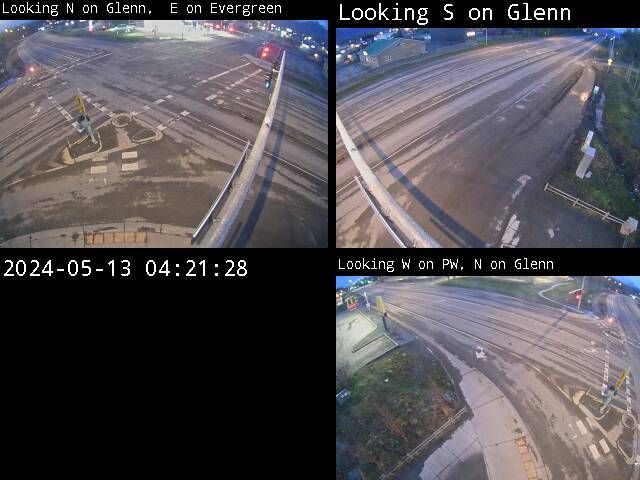 Looking N on Glenn,  E on Evergreen
Looking S on Glenn
2024-05-13 04:21:28
Looking W on PW, N on Glenn